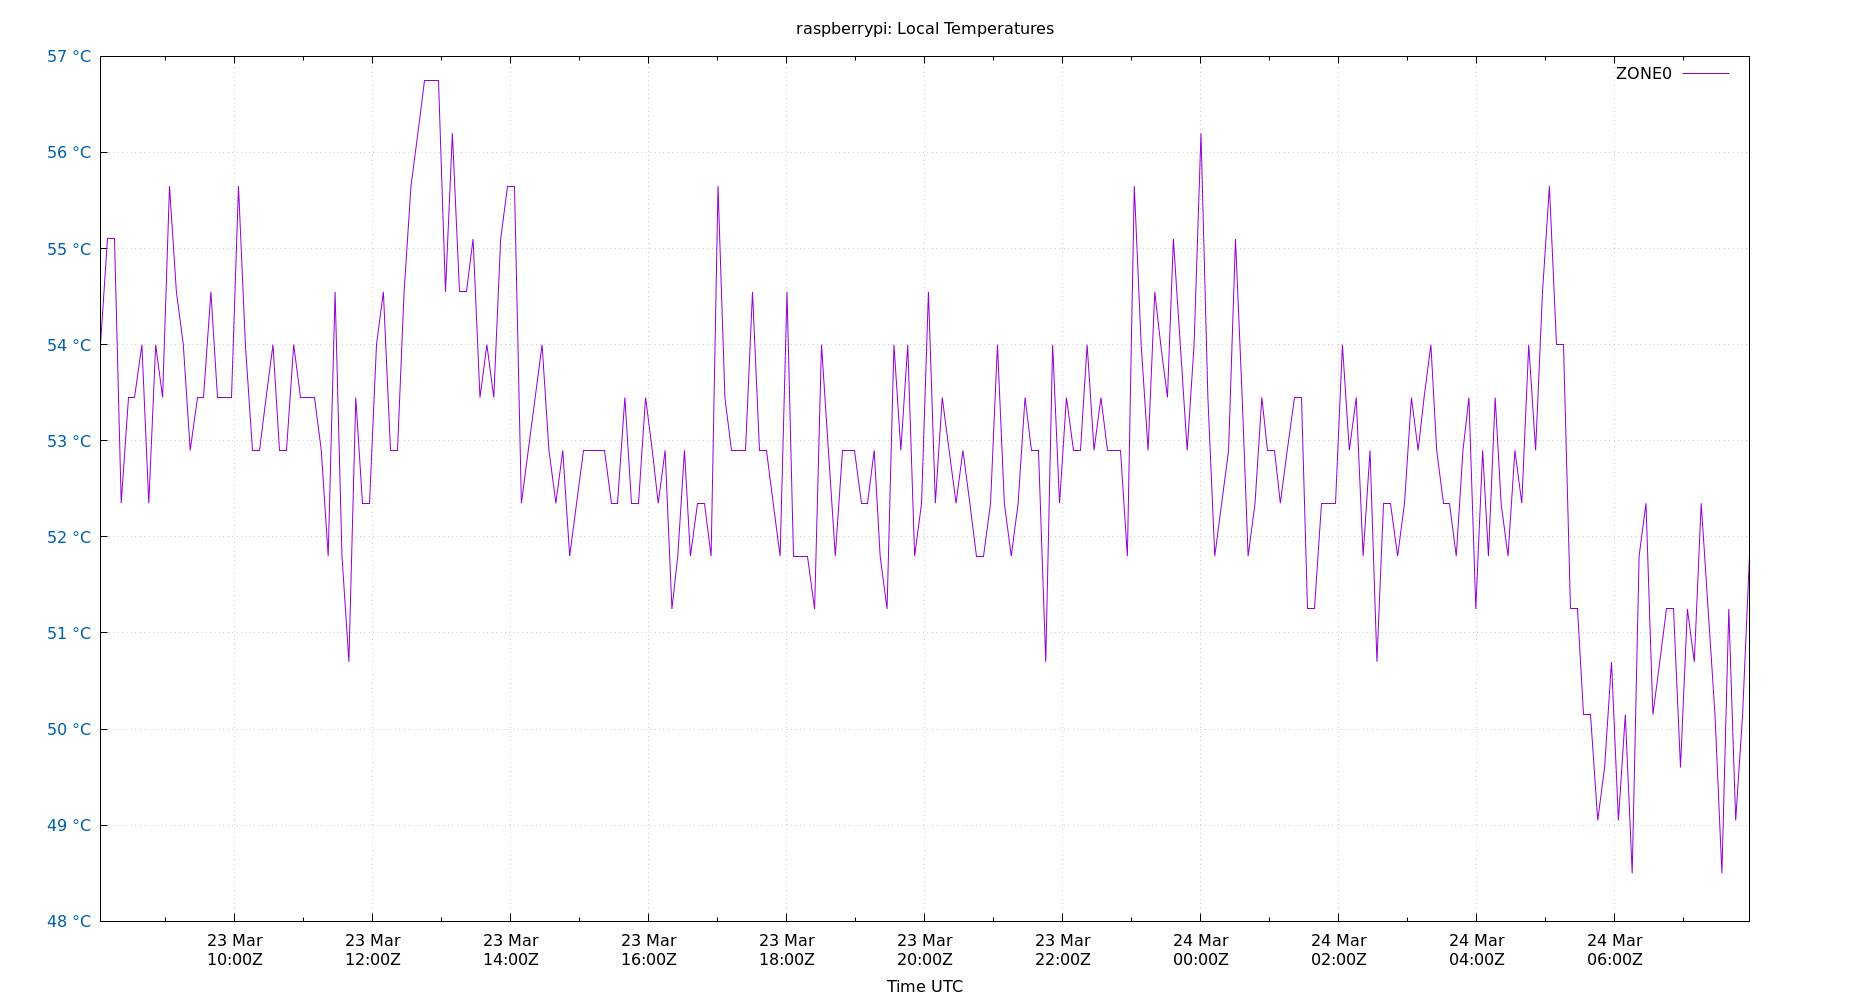 raspberrypi: Local Temperatures
57 °C
ZONE0
56 °C
55 °C
54 °C
53 °C
52 °C
51 °C
50 °C
49 °C
48 °C
23 Mar 23 Mar 23 Mar 23 Mar 23 Mar 23 Mar 23 Mar 24 Mar 24 Mar 24 Mar 24 Mar
10:00Z 12:00Z 14:00Z 16:00Z 18:00Z 20:00Z 22:00Z 00:00Z 02:00Z 04:00Z 06:00Z
Time UTC